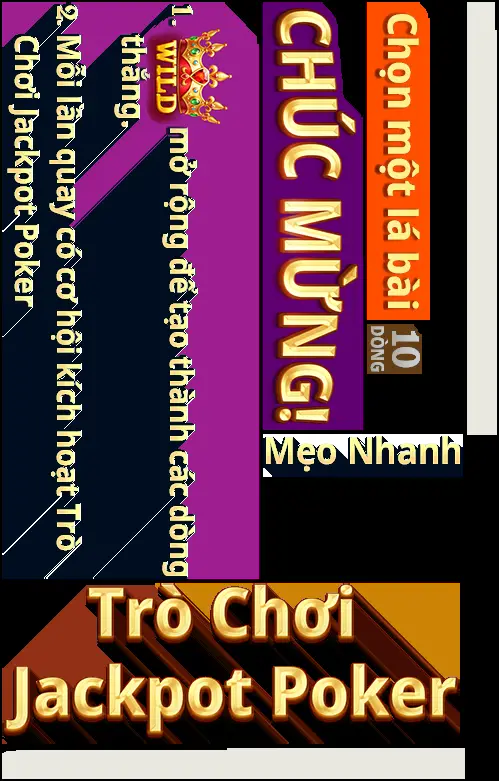 Chọn một lá bài
10
DÒNG
CHÚC MỪNG!
Mẹo Nhanh
1. WILD mở rộng để tạo thành các dòng
thắng.
2. Mỗi lần quay có cơ hội kích hoạt Trò
Chơi Jackpot Poker
Trò Chơi
Jackpot Poker